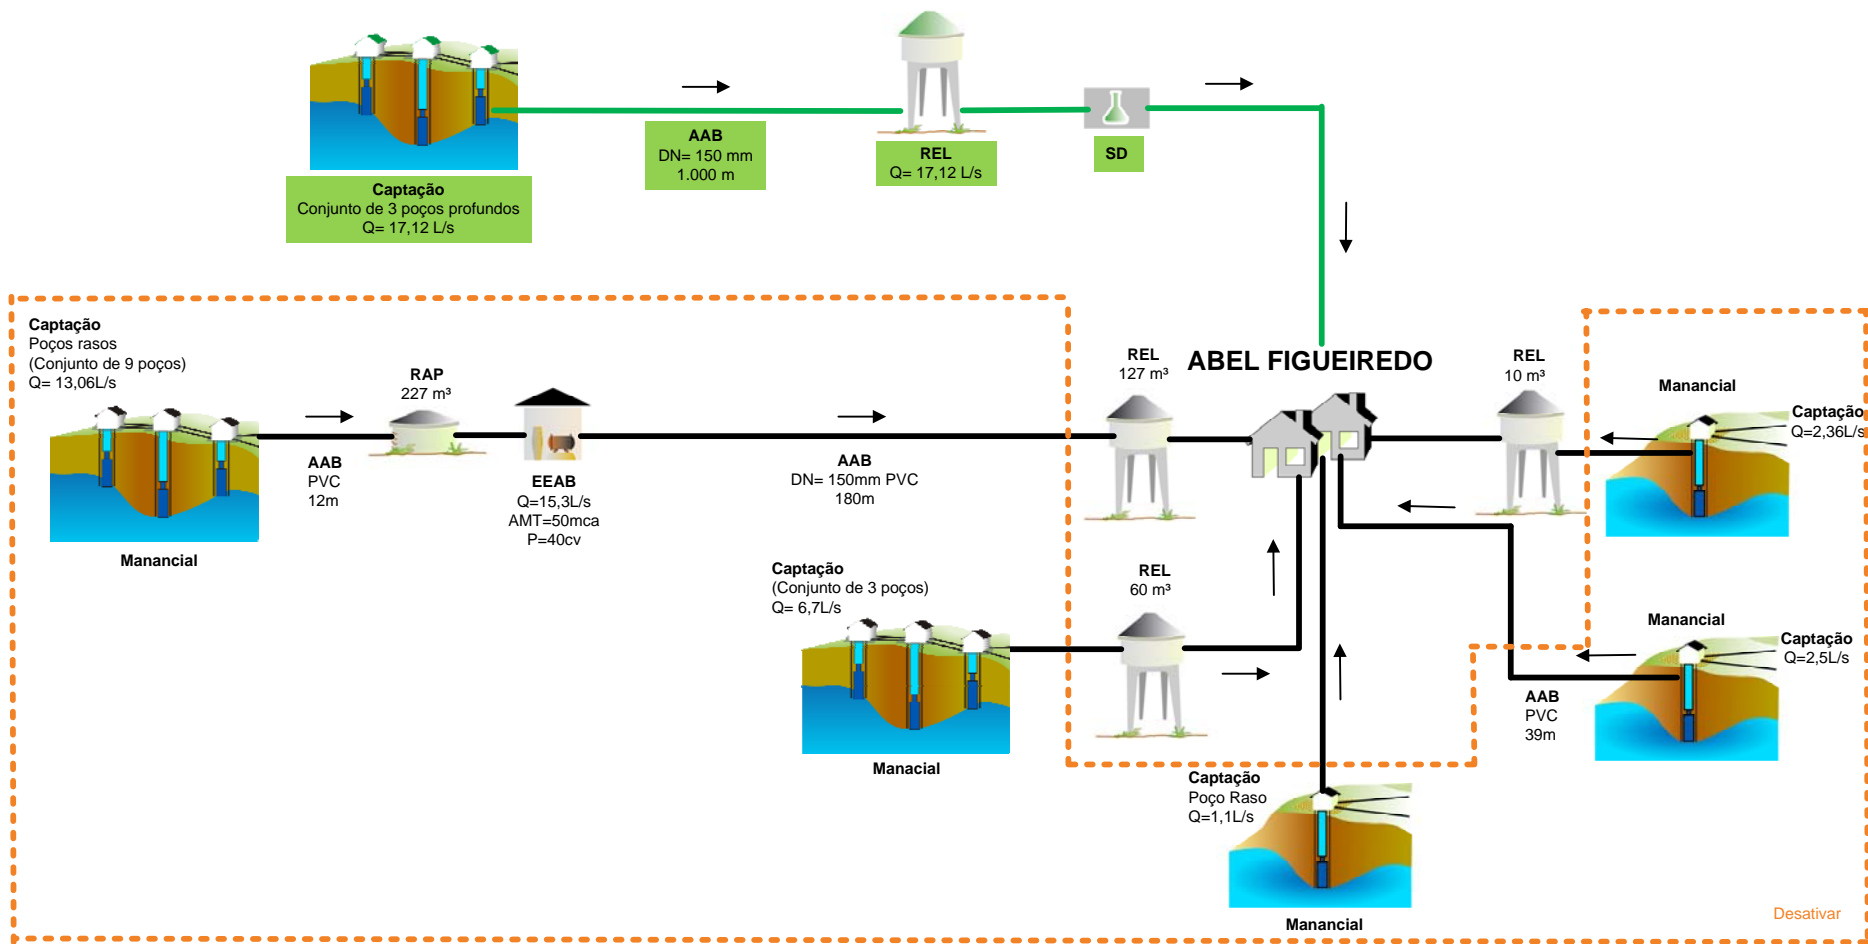 AAB
DN= 150 mm
1.000 m
REL
Q= 17,12 L/s
SD
Captação
Conjunto de 3 poços profundos
Q= 17,12 L/s
Captação
Poços rasos
(Conjunto de 9 poços)
Q= 13,06L/s
RAP
227 m³
AAB
PVC
12m
EEAB
Q=15,3L/s
AMT=50mca
P=40cv
AAB
DN= 150mm PVC
180m
Manancial
REL
127 m³
ABEL FIGUEIREDO
REL
10 m³
Manancial
Captação
Q=2,36L/s
Captação
(Conjunto de 3 poços)
Q= 6,7L/s
REL
60 m³
Manacial
Manancial
Captação
Q=2,5L/s
AAB
PVC
39m
Captação
Poço Raso
Q=1,1L/s
Manancial
Desativar